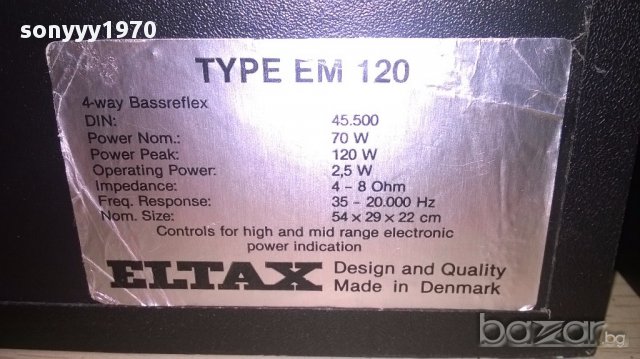 sonyyy1970
TYPE EM 120
4-way Bassreflex
DIN: 45.500
Power Nom.: 70 W
Power Peak: 120 W
Operating Power: 2,5 W
Impedance: 4 - 8 Ohm
Freq. Response: 35 - 20.000 Hz
Nom. Size: 54 x 29 x 22 cm
Controls for high and mid range electronic
power indication
ELTAX Design and Quality
Made in Denmark
bazar.bg